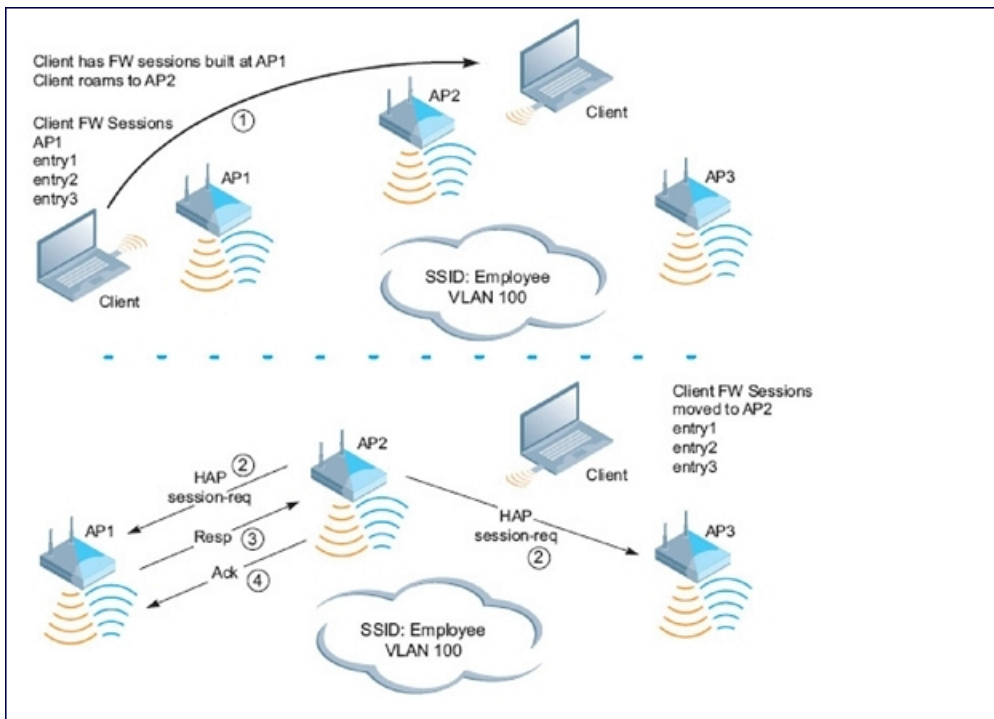 Client has FW sessions built at AP1
Client roams to AP2
Client FW Sessions
AP1
entry1
entry2
entry3
1
AP2
Client
AP1
AP3
Client
SSID: Employee
VLAN 100
Client FW Sessions
moved to AP2
entry1
entry2
entry3
AP2
Client
HAP 2
session-req
AP1
Resp 3
Ack 4
HAP
session-req
2
AP3
SSID: Employee
VLAN 100